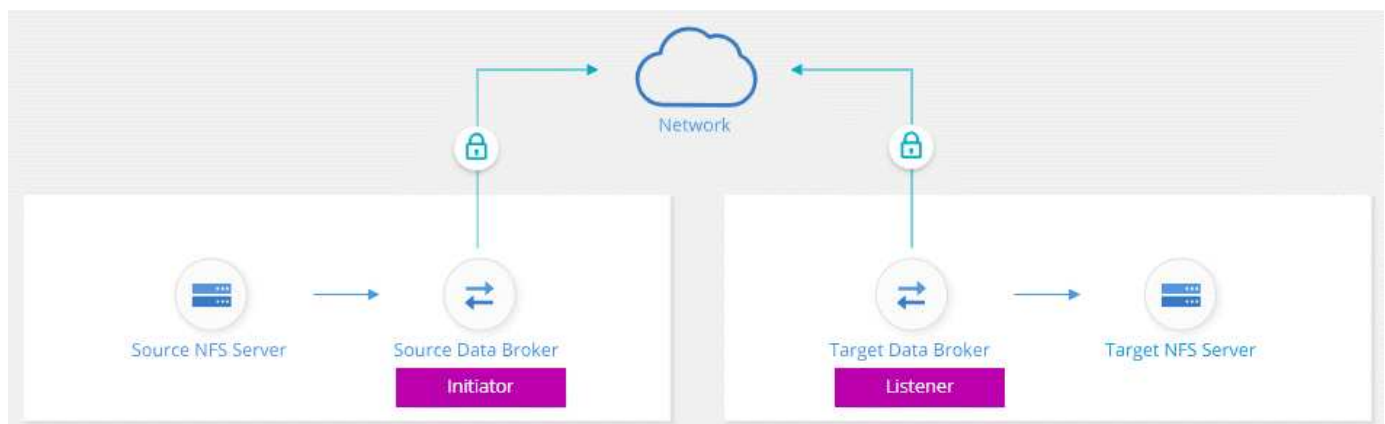 Network
Source NFS Server
Source Data Broker
Target Data Broker
Target NFS Server
Initiator
Listener